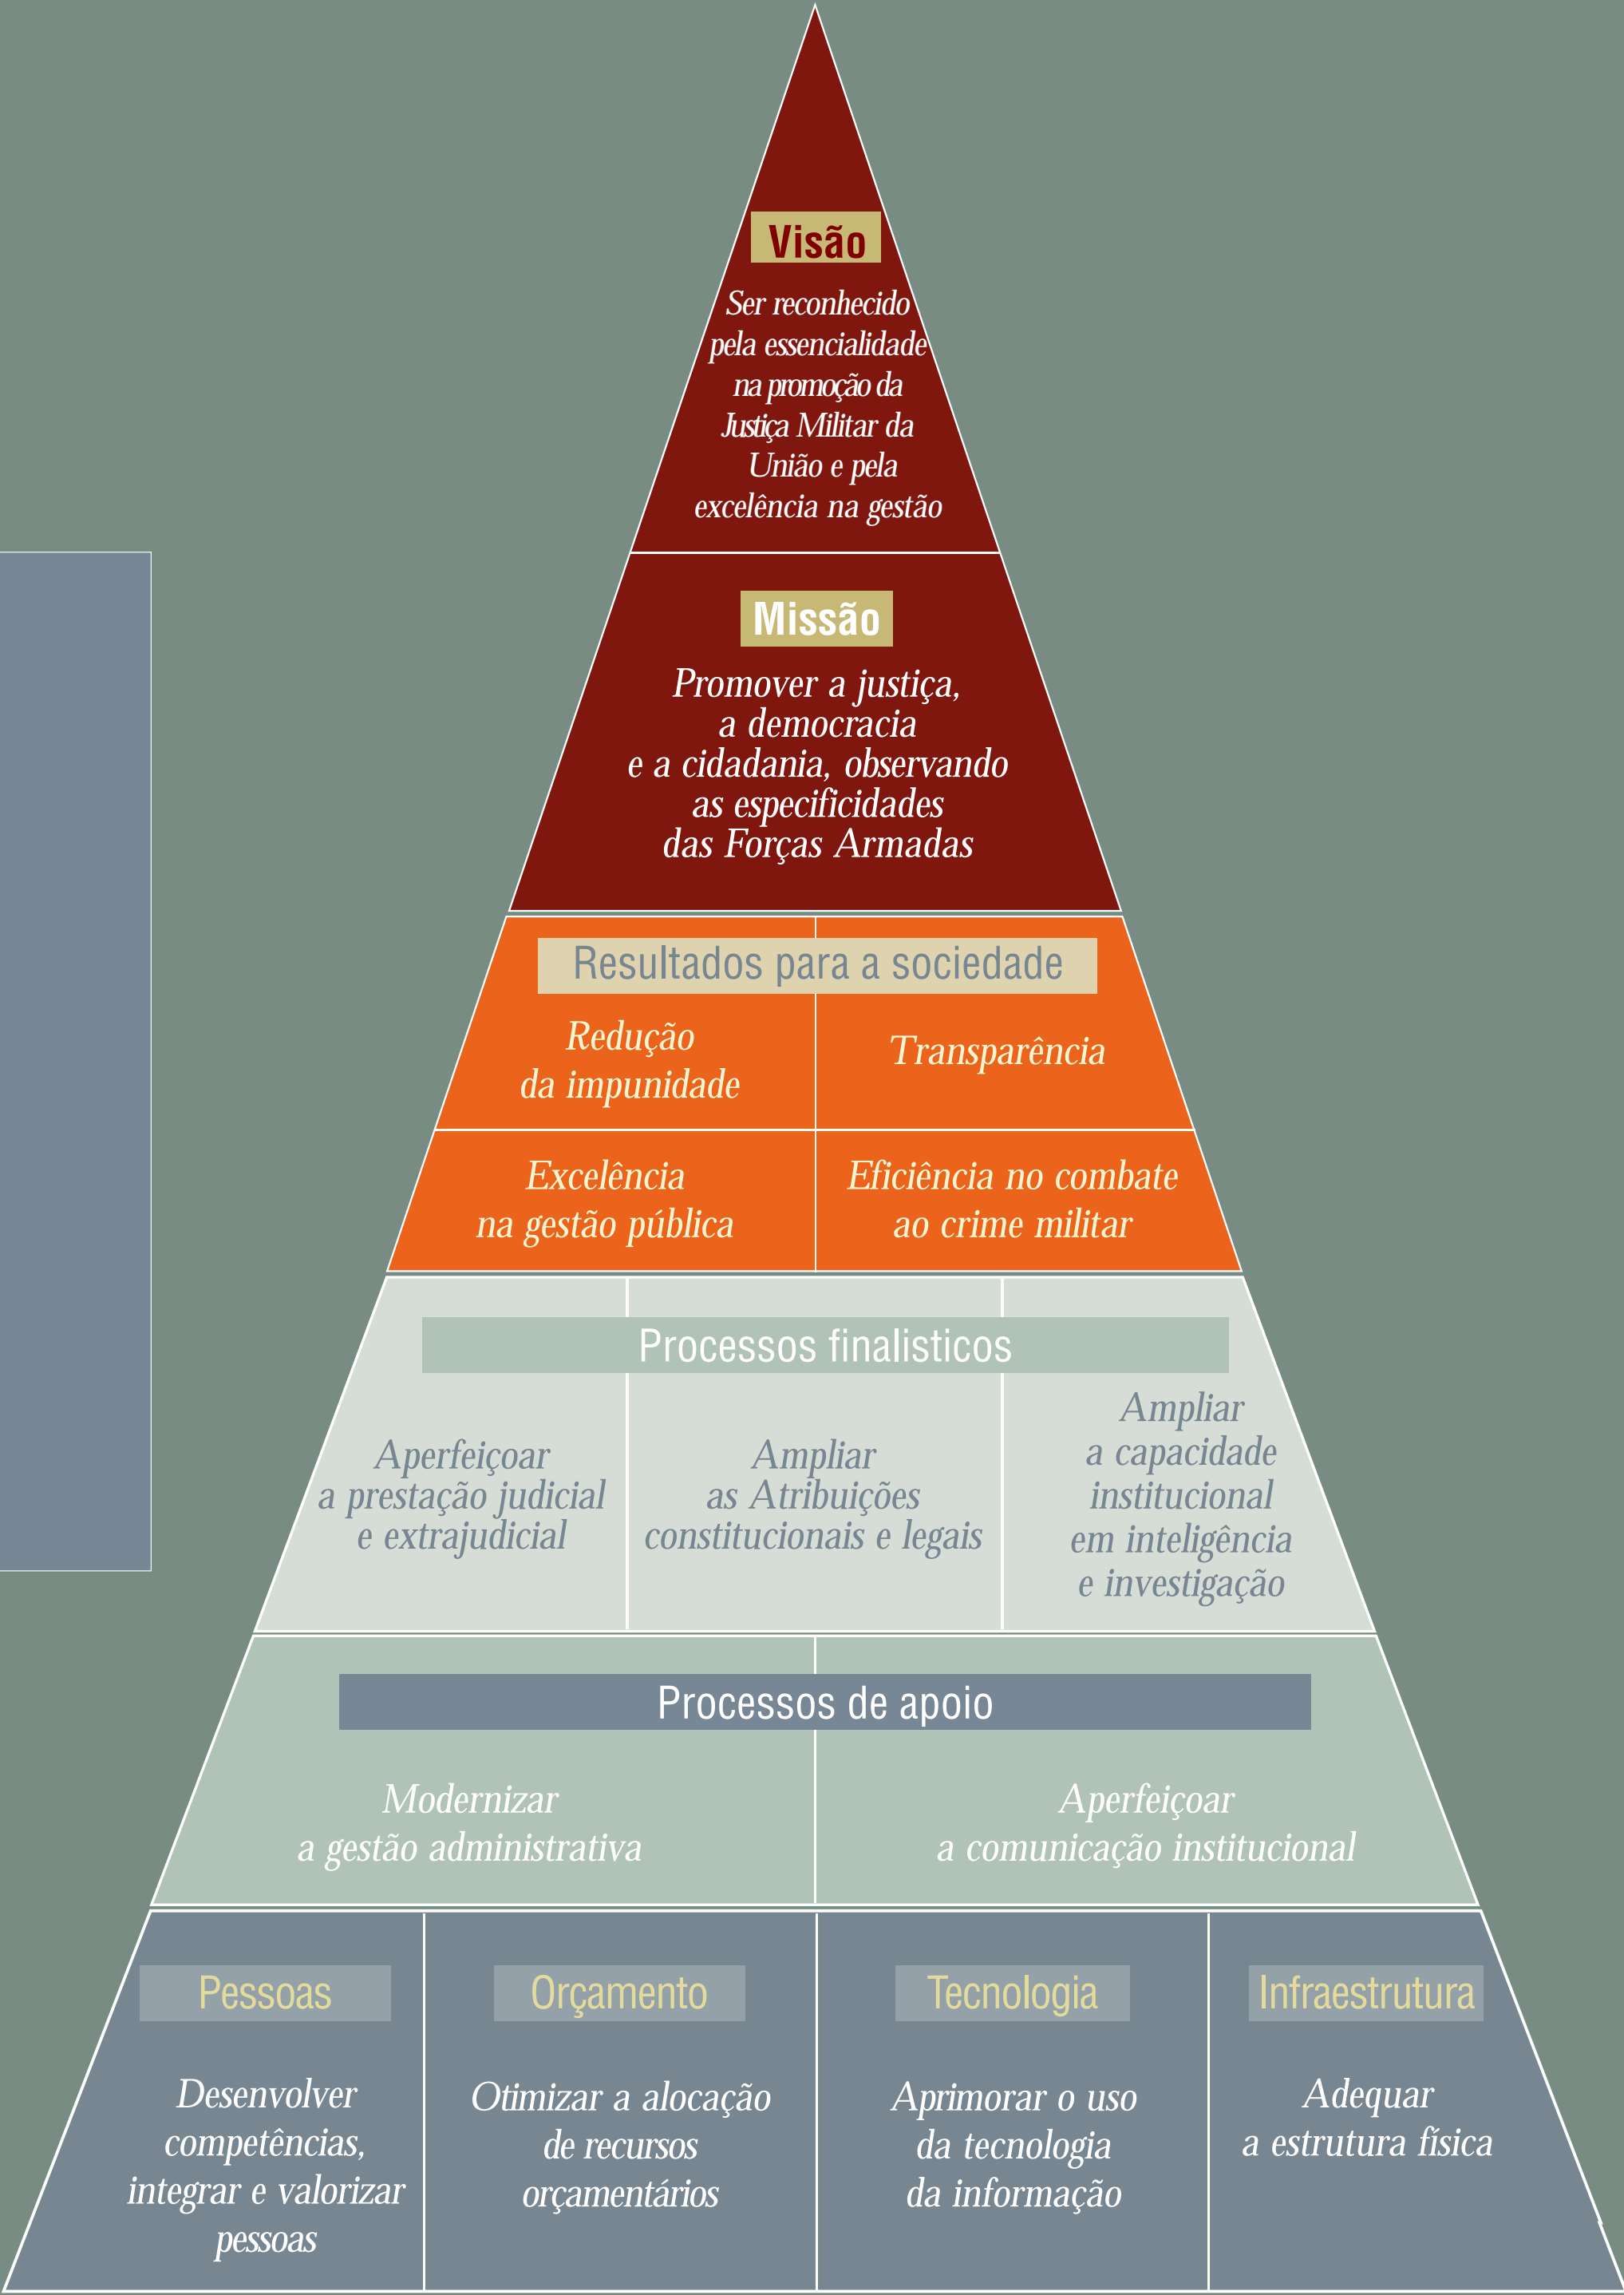 Visão
Ser reconhecido
pela essencialidade
na promoção da
Justiça Militar da
União e pela
excelência na gestão
Missão
Promover a justiça,
a democracia
e a cidadania, observando
as especificidades
das Forças Armadas
Resultados para a sociedade
Redução
da impunidade
Transparência
Excelência
na gestão pública
Eficiência no combate
ao crime militar
Processos finalisticos
Aperfeiçoar
a prestação judicial
e extrajudicial
Ampliar
as Atribuições
constitucionais e legais
Ampliar
a capacidade
institucional
em inteligência
e investigação
Processos de apoio
Modernizar
a gestão administrativa
Aperfeiçoar
a comunicação institucional
Pessoas
Desenvolver
competências,
integrar e valorizar
pessoas
Orçamento
Otimizar a alocação
de recursos
orçamentários
Tecnologia
Aprimorar o uso
da tecnologia
da informação
Infraestrutura
Adequar
a estrutura física